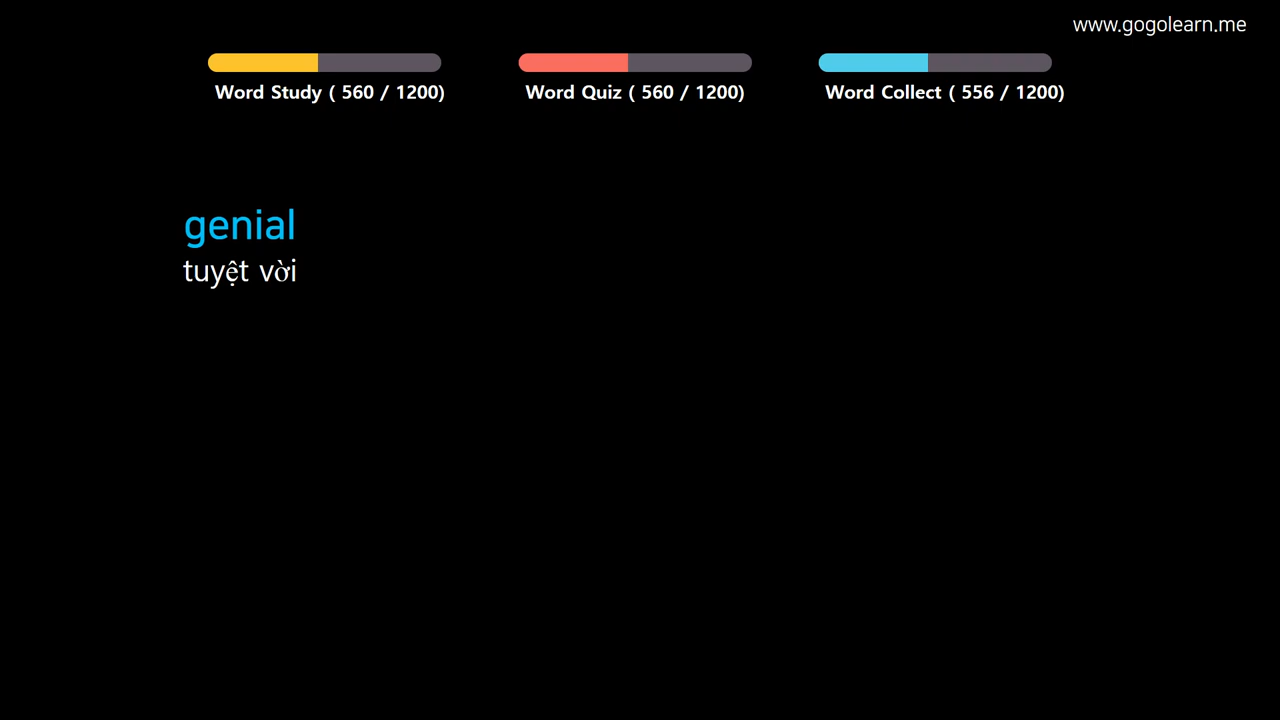 www.gogolearn.me
Word Study ( 560 / 1200)
Word Quiz ( 560 / 1200)
Word Collect ( 556 / 1200)
genial
tuyệt vời